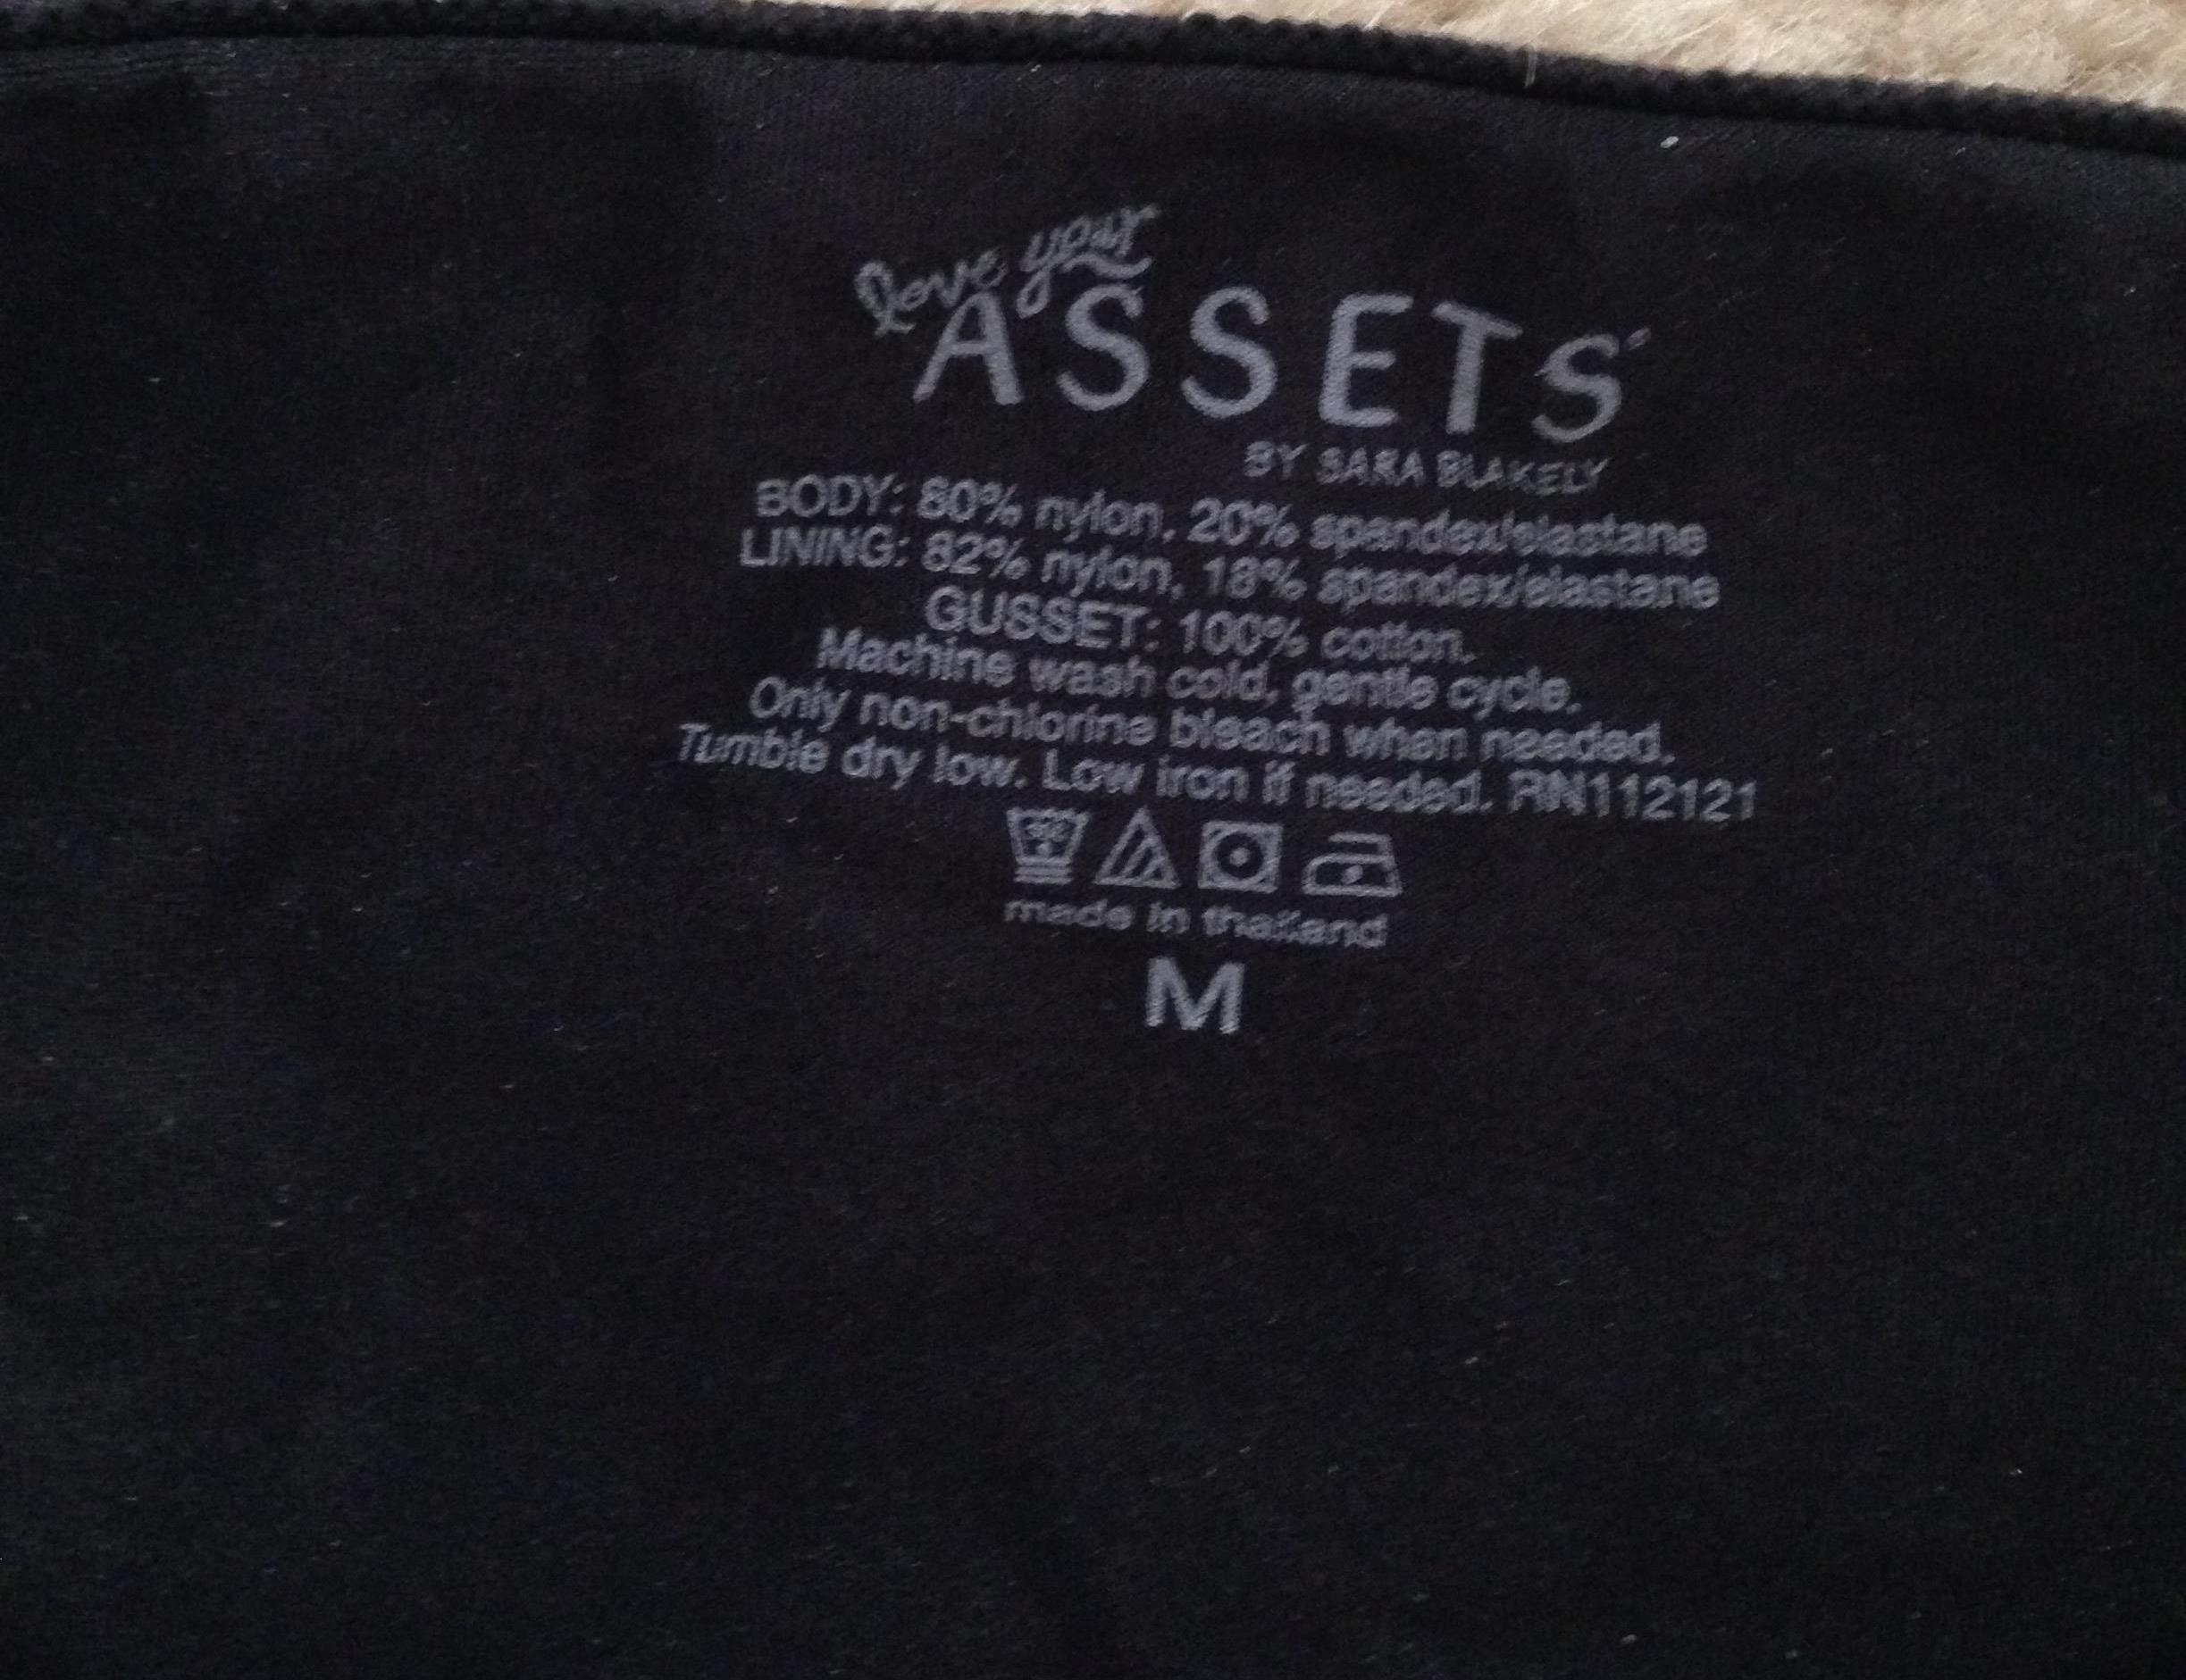 love your
ASSETS
BY SARA BLAKELY
BODY: 80% nylon, 20% spandex/elastane
LINING: 82% nylon, 18% spandex/elastane
GUSSET: 100% cotton.
Machine wash cold, gentle cycle.
Only non-chlorine bleach when needed.
Tumble dry low. Low iron if needed. RN112121
made in thailand
M